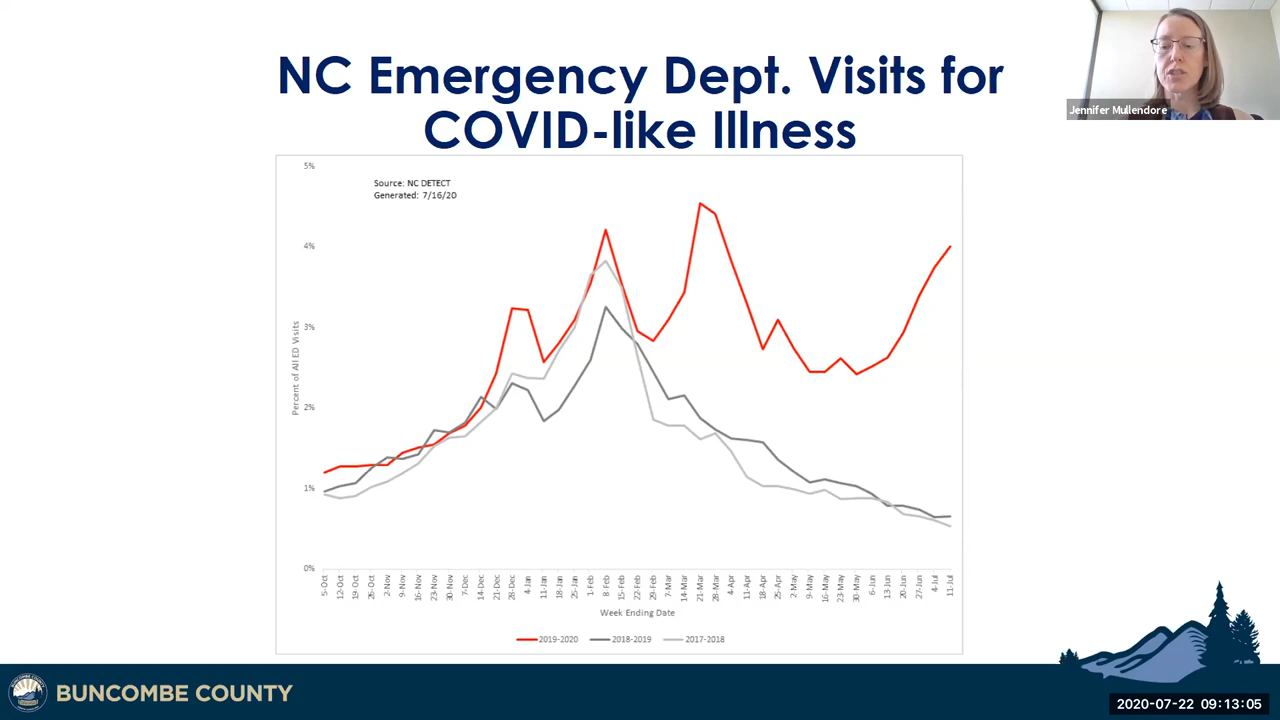 NC Emergency Dept. Visits for
COVID-like Illness
Jennifer Mullendore
Source: NC DETECT
Generated: 7/16/20
5%
4%
3%
2%
1%
0%
Percent of All ED Visits
5-Oct
12-Oct
19-Oct
26-Oct
2-Nov
9-Nov
16-Nov
23-Nov
30-Nov
7-Dec
14-Dec
21-Dec
28-Dec
4-Jan
11-Jan
18-Jan
25-Jan
1-Feb
8-Feb
15-Feb
22-Feb
29-Feb
7-Mar
14-Mar
21-Mar
28-Mar
4-Apr
11-Apr
18-Apr
25-Apr
2-May
9-May
16-May
23-May
30-May
6-Jun
13-Jun
20-Jun
27-Jun
4-Jul
11-Jul
Week Ending Date
2019-2020 2018-2019 2017-2018
BUNCOMBE COUNTY
2020-07-22 09:13:05